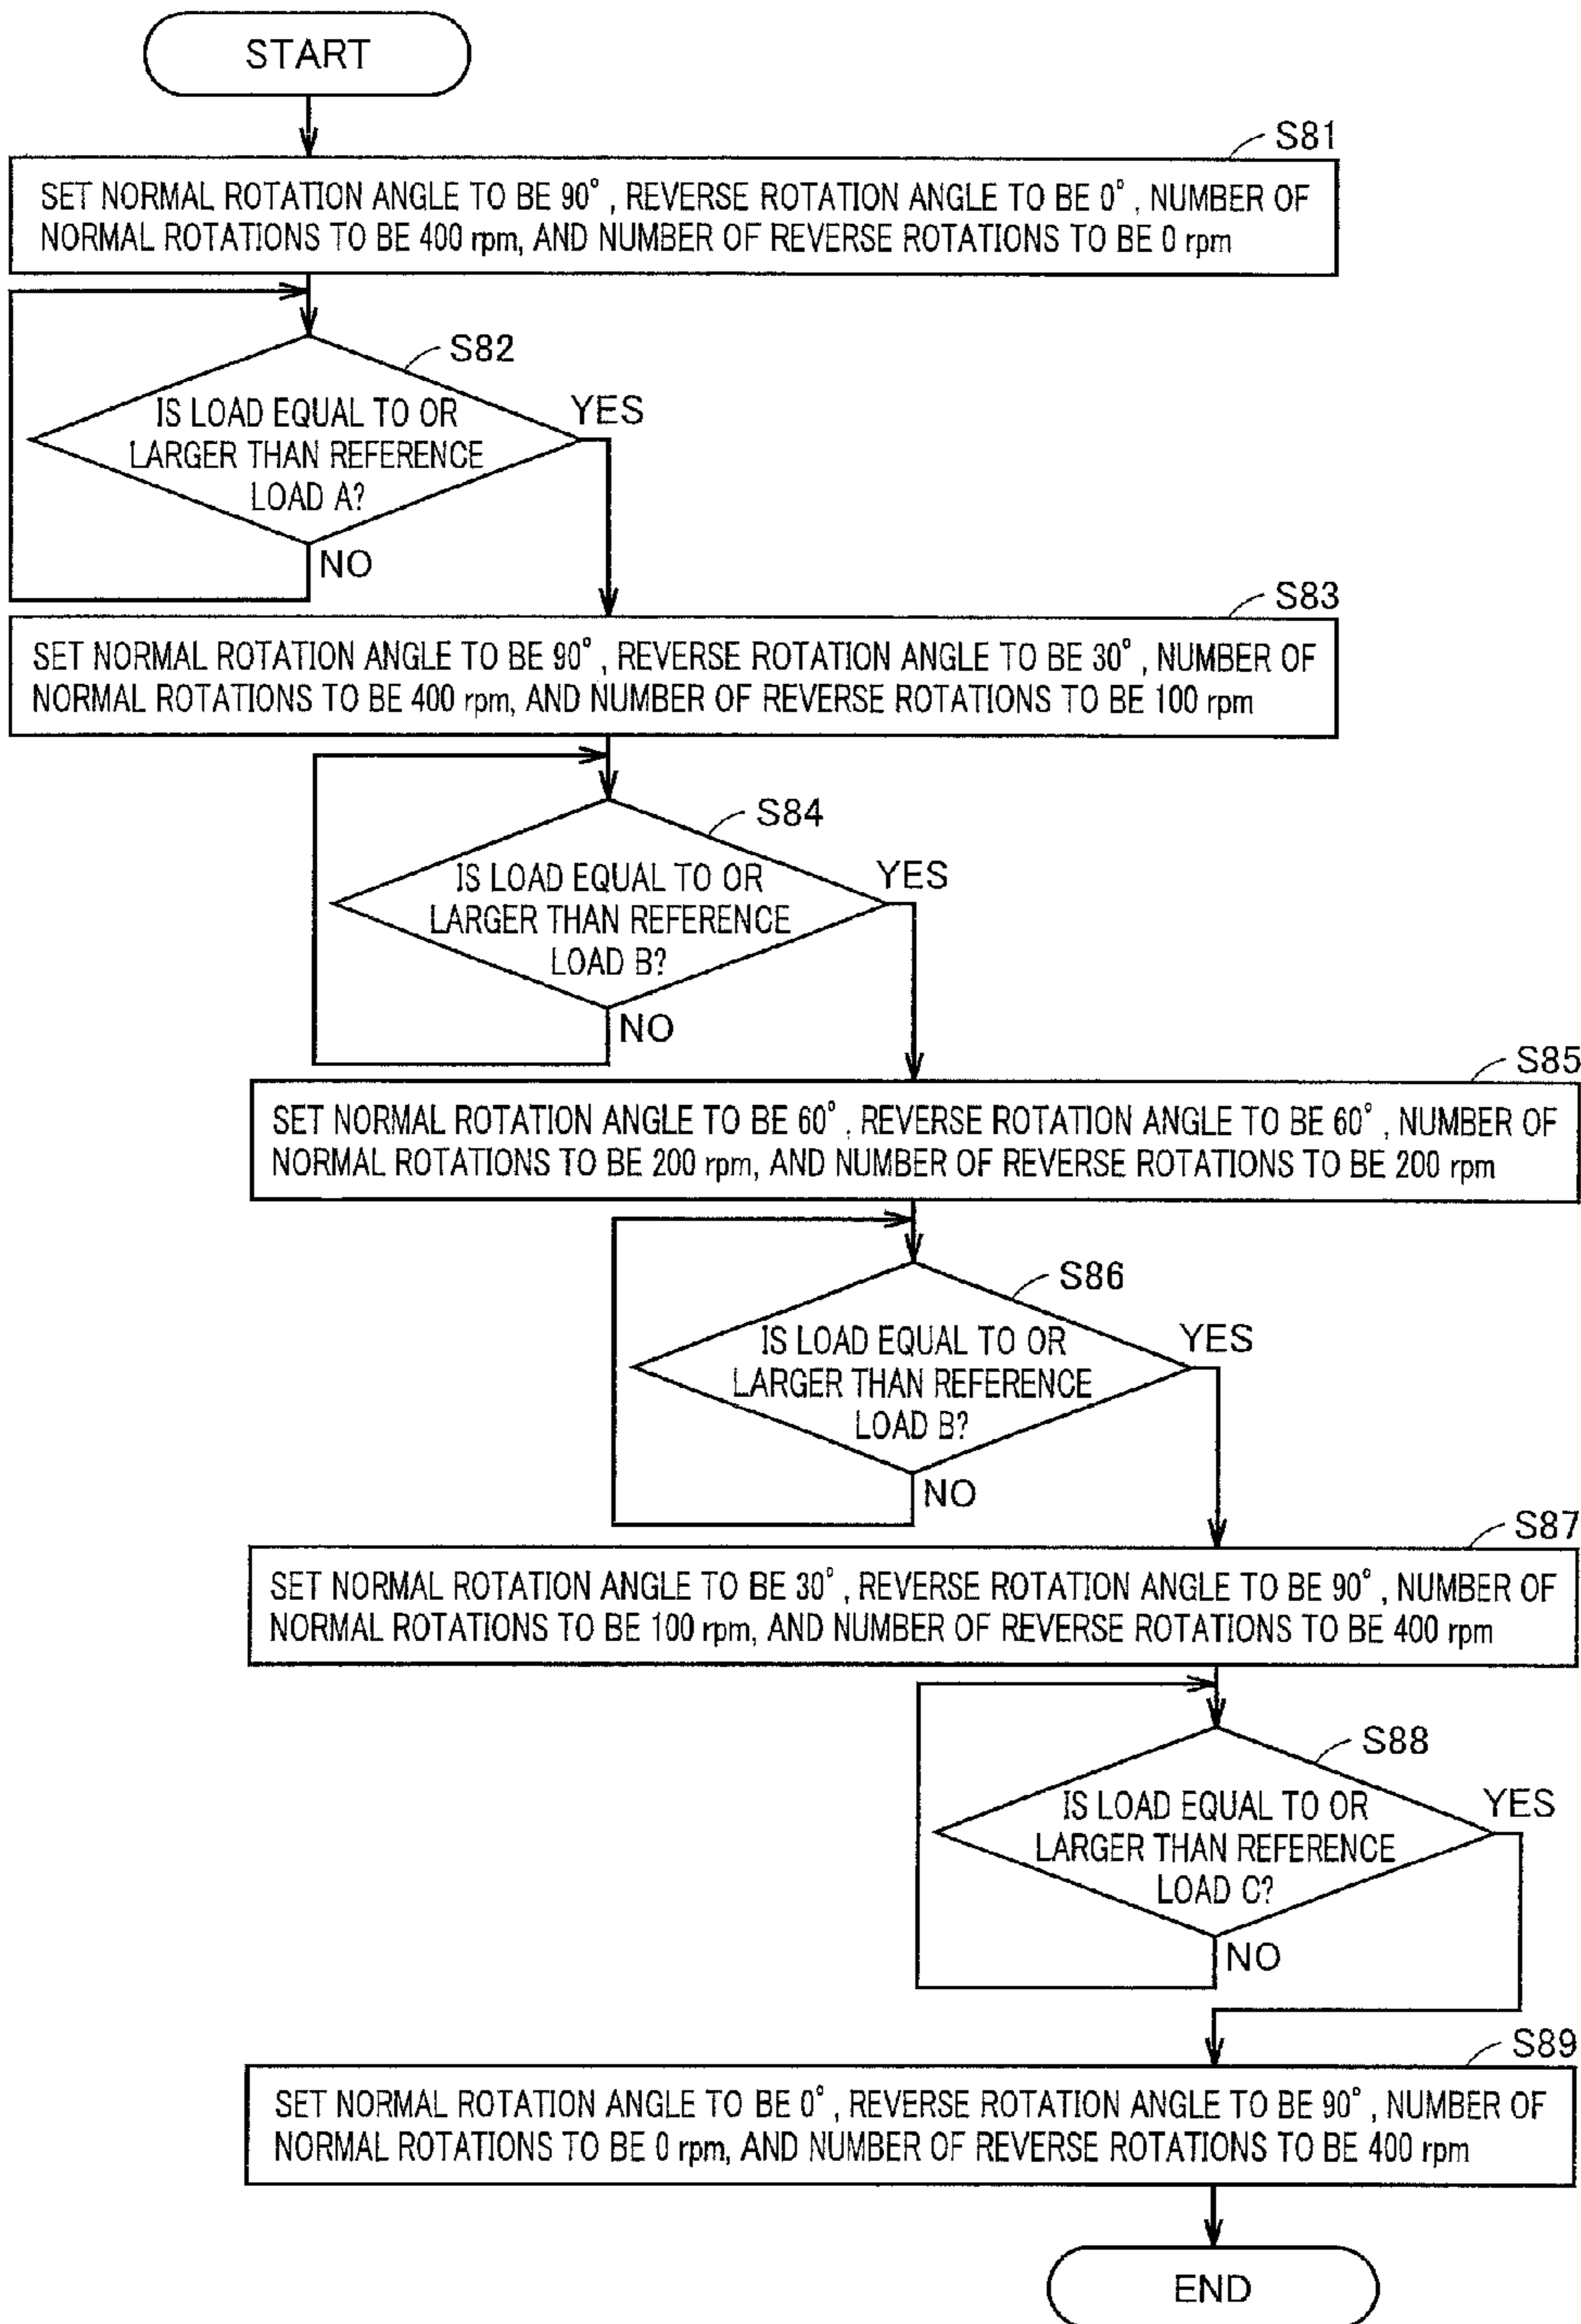 START
S81
SET NORMAL ROTATION ANGLE TO BE 90°, REVERSE ROTATION ANGLE TO BE 0°, NUMBER OF
NORMAL ROTATIONS TO BE 400 rpm, AND NUMBER OF REVERSE ROTATIONS TO BE 0 rpm
S82
IS LOAD EQUAL TO OR
LARGER THAN REFERENCE
LOAD A?
YES
NO
S83
SET NORMAL ROTATION ANGLE TO BE 90°, REVERSE ROTATION ANGLE TO BE 30°, NUMBER OF
NORMAL ROTATIONS TO BE 400 rpm, AND NUMBER OF REVERSE ROTATIONS TO BE 100 rpm
S84
IS LOAD EQUAL TO OR
LARGER THAN REFERENCE
LOAD B?
YES
NO
S85
SET NORMAL ROTATION ANGLE TO BE 60°, REVERSE ROTATION ANGLE TO BE 60°, NUMBER OF
NORMAL ROTATIONS TO BE 200 rpm, AND NUMBER OF REVERSE ROTATIONS TO BE 200 rpm
S86
IS LOAD EQUAL TO OR
LARGER THAN REFERENCE
LOAD B?
YES
NO
S87
SET NORMAL ROTATION ANGLE TO BE 30°, REVERSE ROTATION ANGLE TO BE 90°, NUMBER OF
NORMAL ROTATIONS TO BE 100 rpm, AND NUMBER OF REVERSE ROTATIONS TO BE 400 rpm
S88
IS LOAD EQUAL TO OR
LARGER THAN REFERENCE
LOAD C?
YES
NO
S89
SET NORMAL ROTATION ANGLE TO BE 0°, REVERSE ROTATION ANGLE TO BE 90°, NUMBER OF
NORMAL ROTATIONS TO BE 0 rpm, AND NUMBER OF REVERSE ROTATIONS TO BE 400 rpm
END